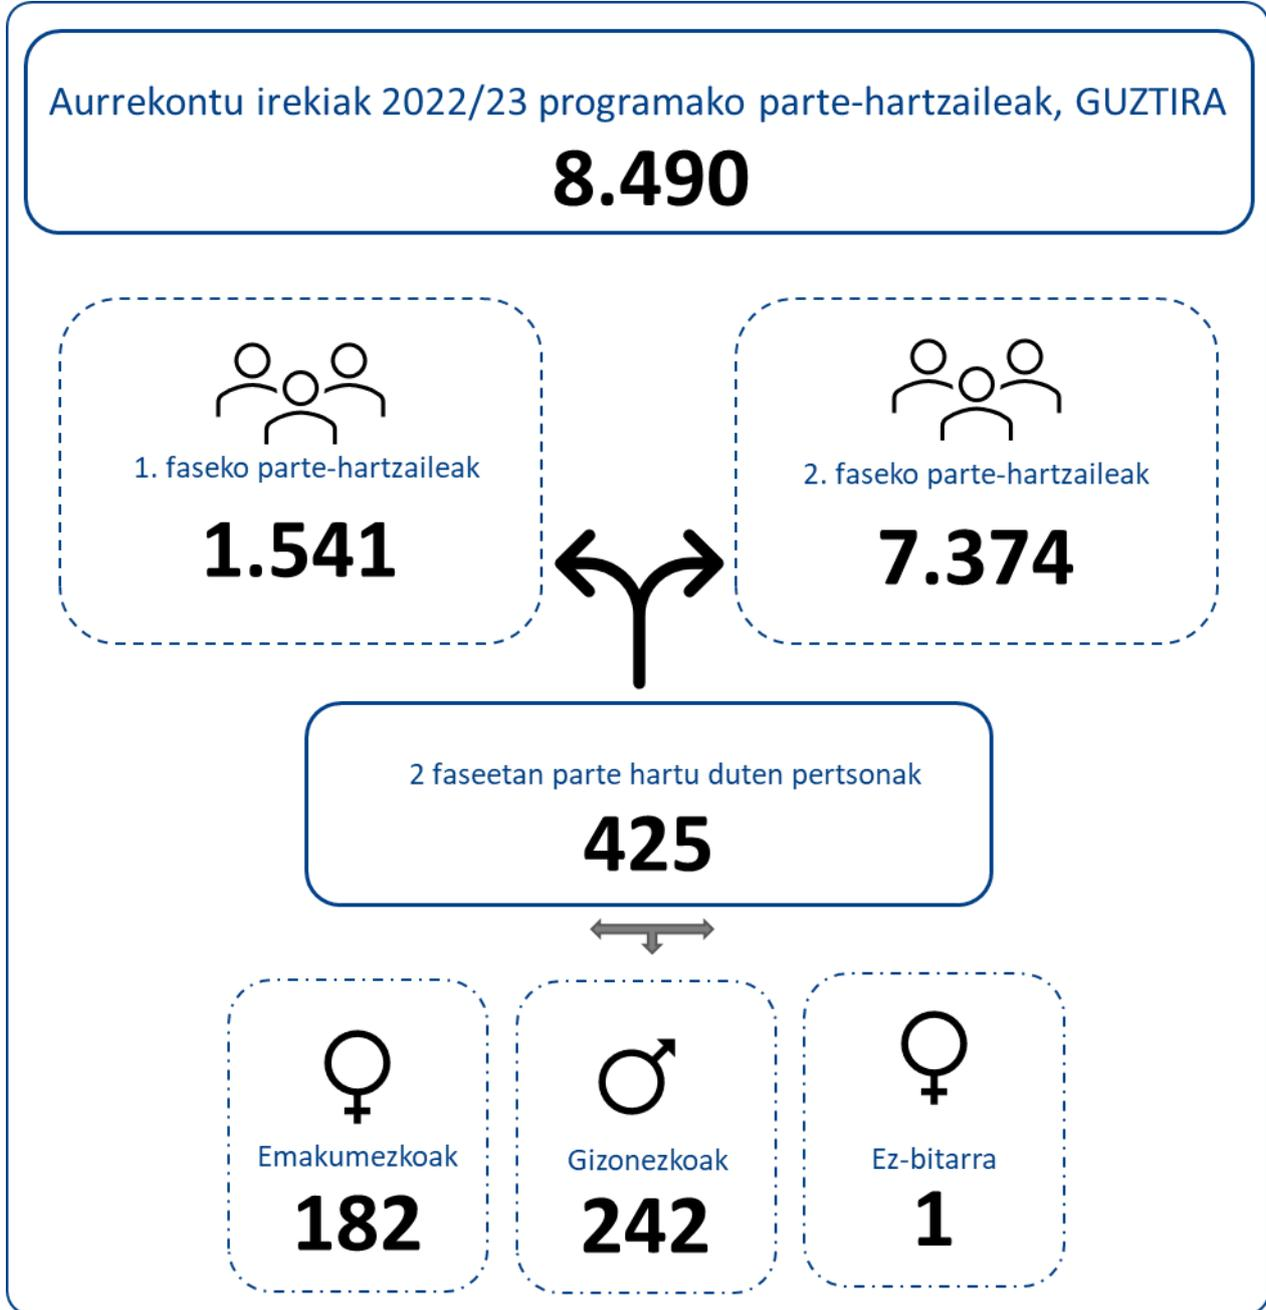 Aurrekontu irekiak 2022/23 programako parte-hartzaileak, GUZTIRA
8.490
1. faseko parte-hartzaileak
1.541
2. faseko parte-hartzaileak
7.374
2 faseetan parte hartu duten pertsonak
425
Emakumezkoak
182
Gizonezkoak
242
Ez-bitarra
1